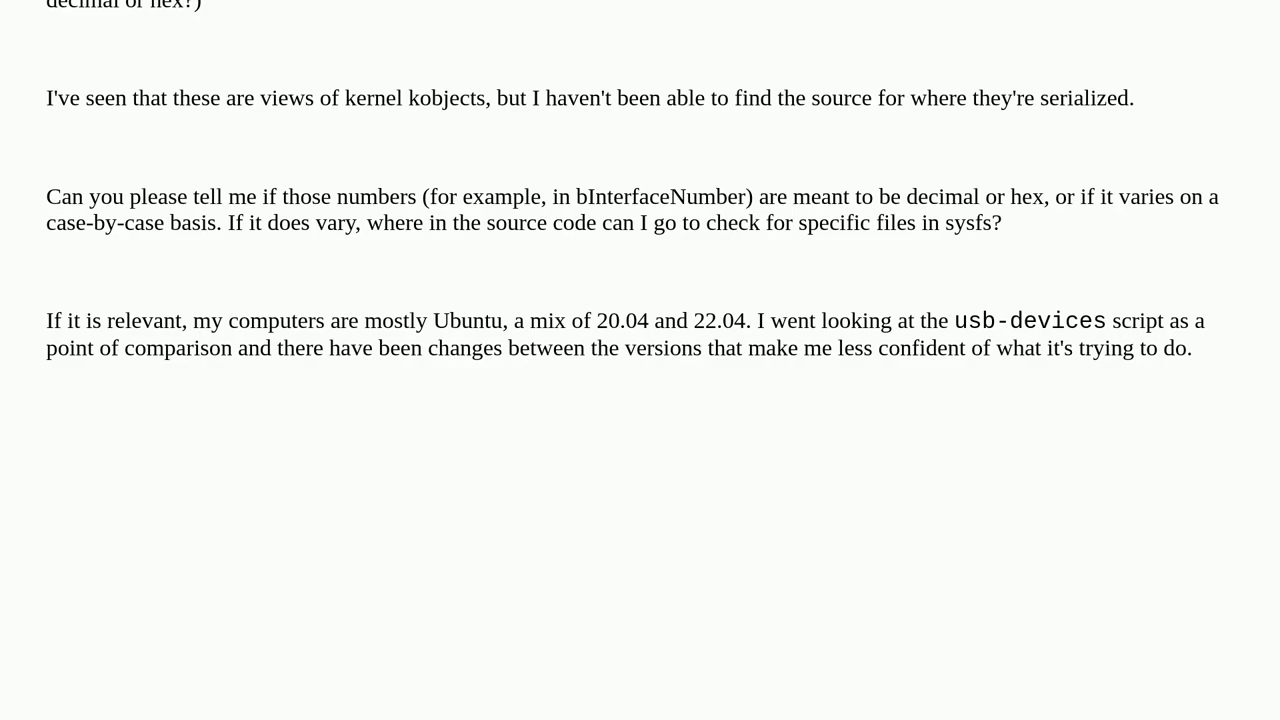 decimal or hex?)
I've seen that these are views of kernel kobjects, but I haven't been able to find the source for where they're serialized.
Can you please tell me if those numbers (for example, in bInterfaceNumber) are meant to be decimal or hex, or if it varies on a
case-by-case basis. If it does vary, where in the source code can I go to check for specific files in sysfs?
If it is relevant, my computers are mostly Ubuntu, a mix of 20.04 and 22.04. I went looking at the usb-devices script as a
point of comparison and there have been changes between the versions that make me less confident of what it's trying to do.